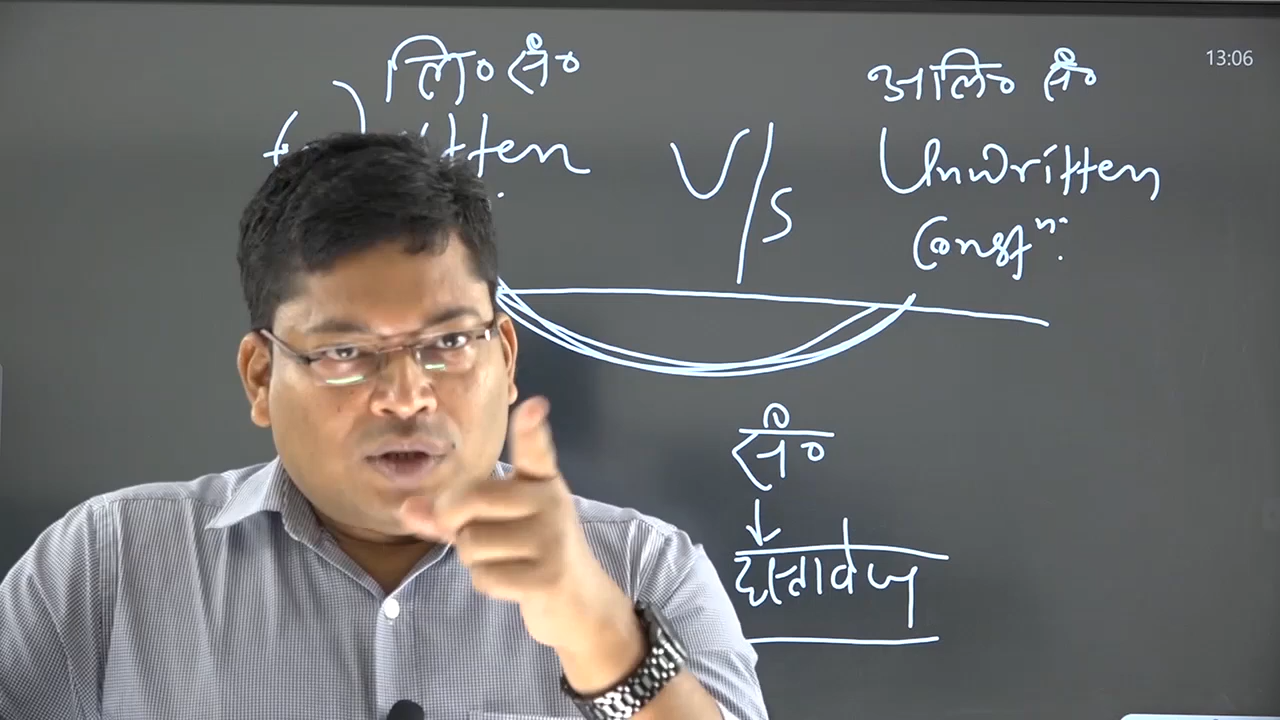 13:06
लि० सं०
अलि० सं०
V/S
Unwritten
Constⁿ.
सं०
↓
दस्तावेज